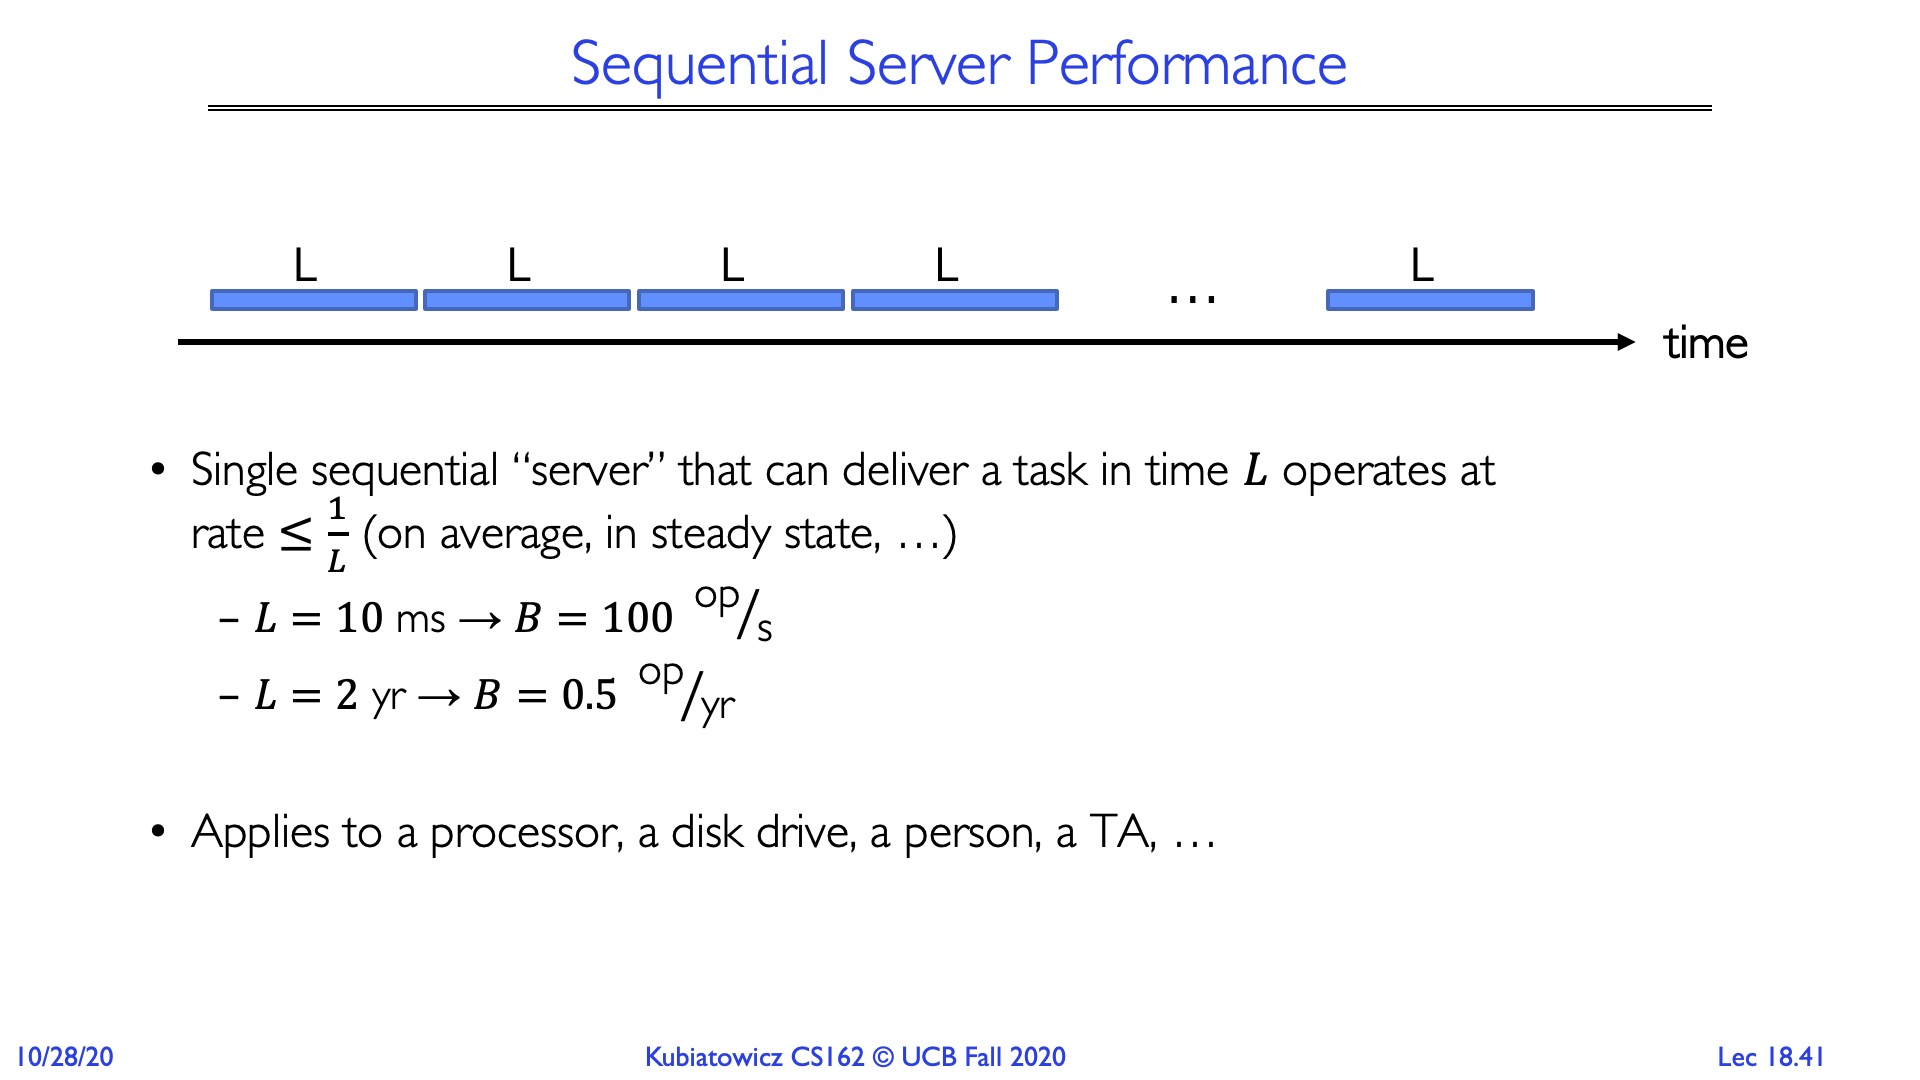 Sequential Server Performance
L L L L … L
time
• Single sequential “server” that can deliver a task in time L operates at
rate ≤ 1/L (on average, in steady state, …)
– L = 10 ms → B = 100 op/s
– L = 2 yr → B = 0.5 op/yr
• Applies to a processor, a disk drive, a person, a TA, …
10/28/20 Kubiatowicz CS162 © UCB Fall 2020 Lec 18.41